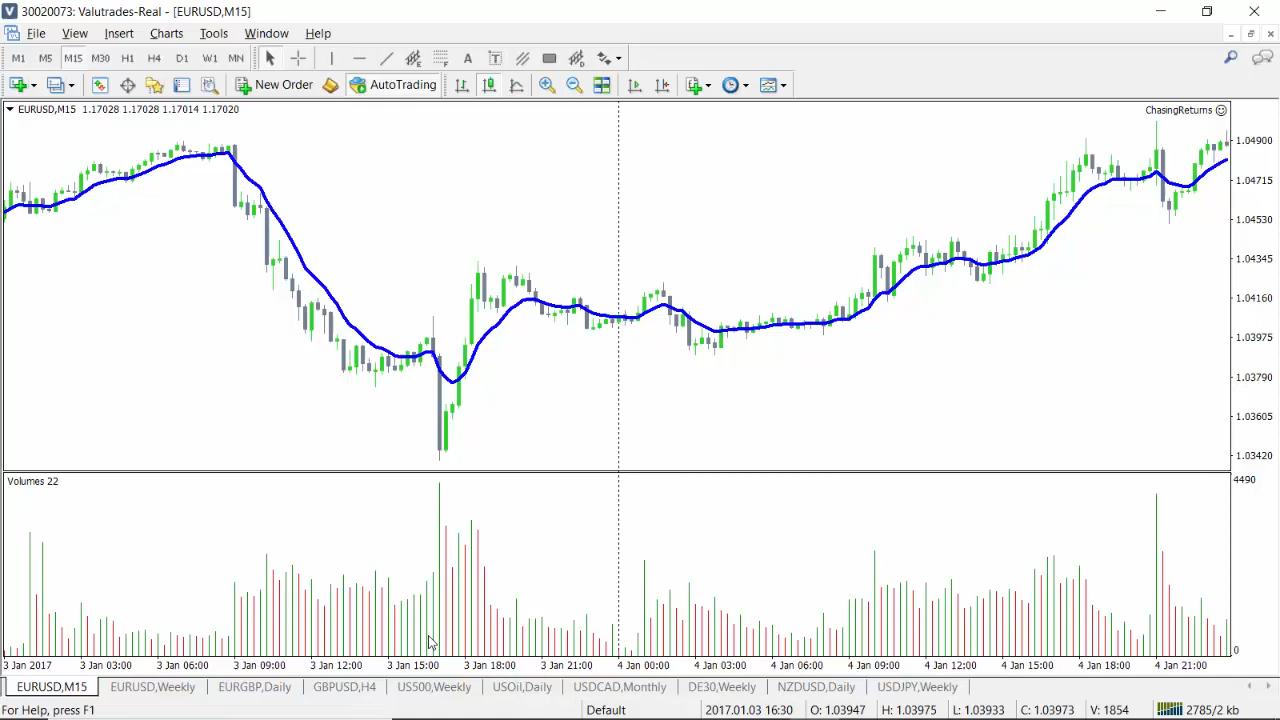 30020073: Valutrades-Real - [EURUSD,M15]
File View Insert Charts Tools Window Help
M1 M5 M15 M30 H1 H4 D1 W1 MN A T
New Order AutoTrading
EURUSD,M15 1.17028 1.17028 1.17014 1.17020
ChasingReturns
1.04900
1.04715
1.04530
1.04345
1.04160
1.03975
1.03790
1.03605
1.03420
Volumes 22
4490
0
3 Jan 2017 3 Jan 03:00 3 Jan 06:00 3 Jan 09:00 3 Jan 12:00 3 Jan 15:00 3 Jan 18:00 3 Jan 21:00 4 Jan 00:00 4 Jan 03:00 4 Jan 06:00 4 Jan 09:00 4 Jan 12:00 4 Jan 15:00 4 Jan 18:00 4 Jan 21:00
EURUSD,M15 EURUSD,Weekly EURGBP,Daily GBPUSD,H4 US500,Weekly USOil,Daily USDCAD,Monthly DE30,Weekly NZDUSD,Daily USDJPY,Weekly
For Help, press F1 Default 2017.01.03 16:30 O: 1.03947 H: 1.03975 L: 1.03933 C: 1.03973 V: 1854 2785/2 kb